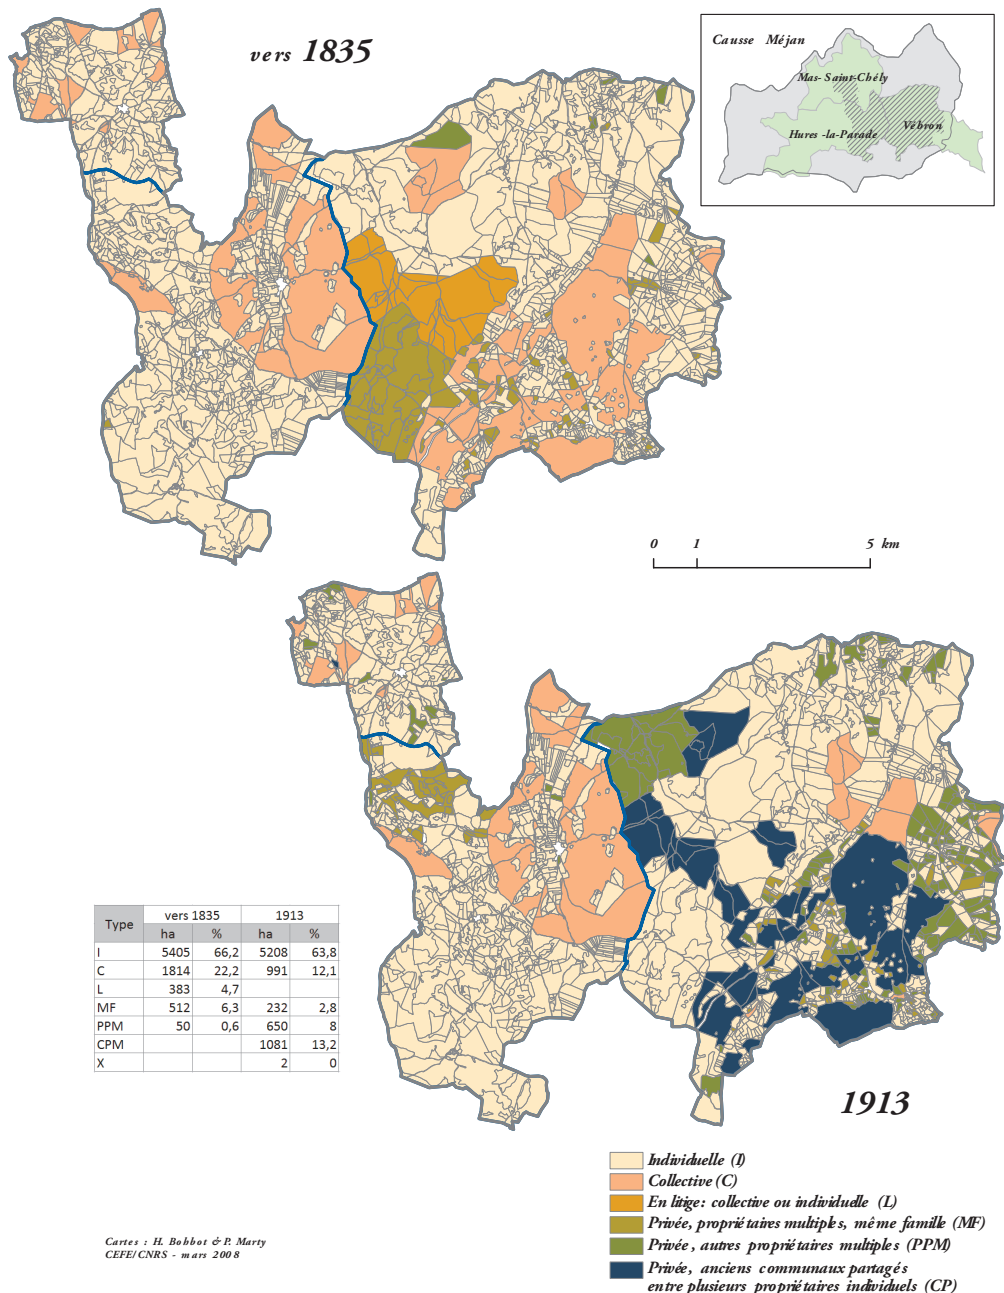 vers 1835
Causse Méjan
Mas-Saint-Chély
Hures-la-Parade
Vébron
0 1 5 km
Type vers 1835 1913
ha % ha %
I 5405 66,2 5208 63,8
C 1814 22,2 991 12,1
L 383 4,7
MF 512 6,3 232 2,8
PPM 50 0,6 650 8
CPM 1081 13,2
X 2 0
1913
Individuelle (I)
Collective (C)
En litige: collective ou individuelle (L)
Privée, propriétaires multiples, même famille (MF)
Privée, autres propriétaires multiples (PPM)
Privée, anciens communaux partagés
entre plusieurs propriétaires individuels (CP)
Cartes : H. Bohbot & P. Marty
CEFE/CNRS - mars 2008